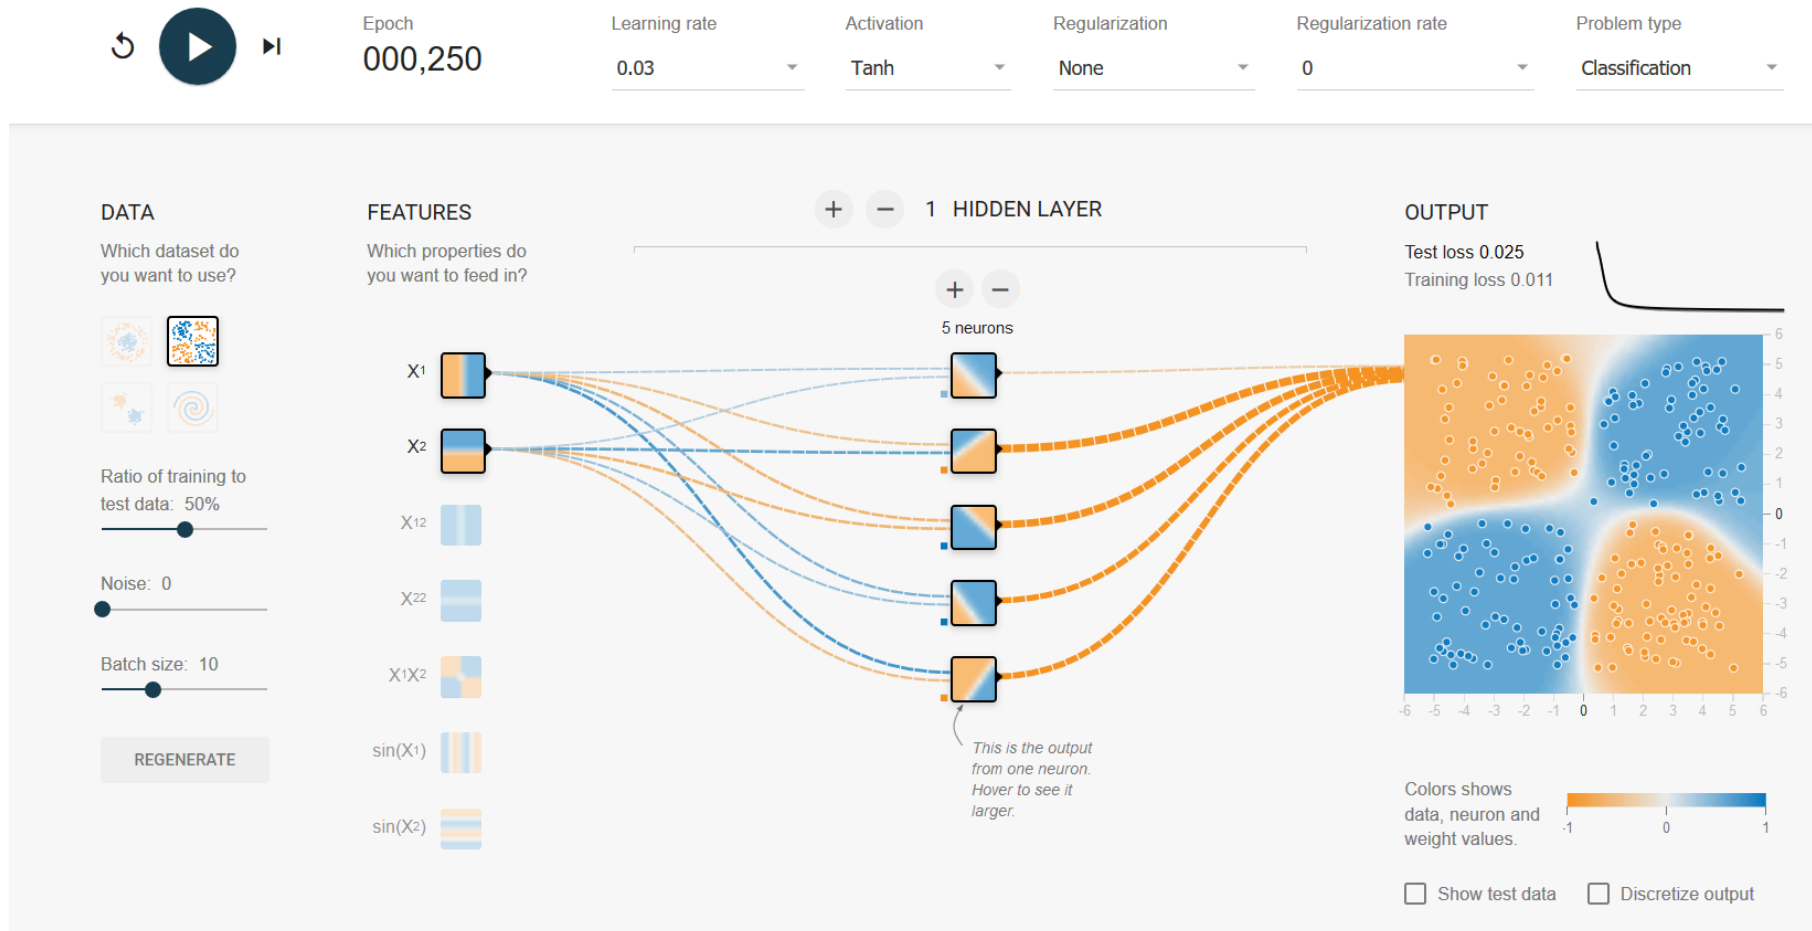 Epoch
000,250
Learning rate
0.03
Activation
Tanh
Regularization
None
Regularization rate
0
Problem type
Classification
DATA
Which dataset do
you want to use?
Ratio of training to
test data: 50%
Noise: 0
Batch size: 10
REGENERATE
FEATURES
Which properties do
you want to feed in?
X1
X2
X12
X22
X1X2
sin(X1)
sin(X2)
1 HIDDEN LAYER
5 neurons
This is the output
from one neuron.
Hover to see it
larger.
OUTPUT
Test loss 0.025
Training loss 0.011
6
5
4
3
2
1
0
-1
-2
-3
-4
-5
-6
-6 -5 -4 -3 -2 -1 0 1 2 3 4 5 6
Colors shows
data, neuron and
weight values.
-1 0 1
Show test data
Discretize output